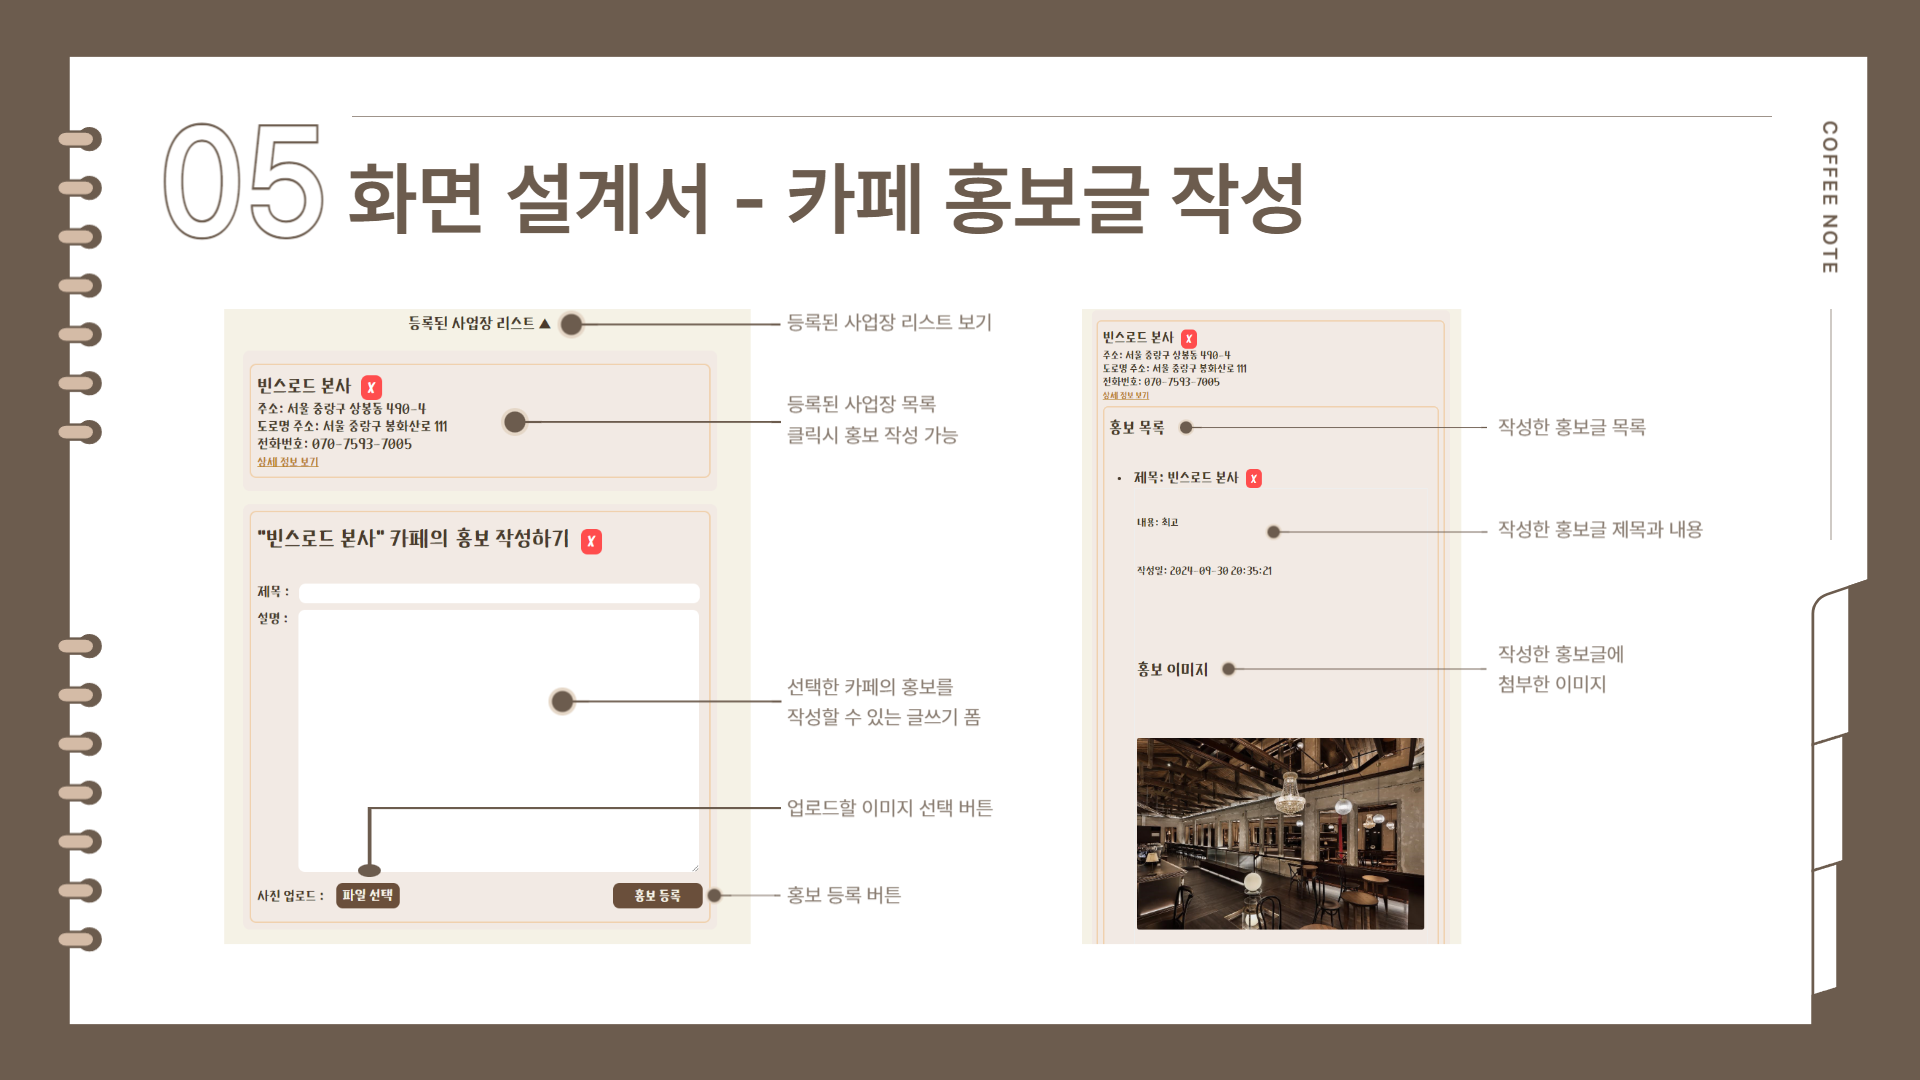 05 화면 설계서 - 카페 홍보글 작성
COFFEE NOTE
등록된 사업장 리스트 ▲
등록된 사업장 리스트 보기
빈스로드 본사 X
주소: 서울 중랑구 상봉동 490-4
도로명 주소: 서울 중랑구 봉화산로 111
전화번호: 070-7593-7005
상세 정보 보기
등록된 사업장 목록
클릭시 홍보 작성 가능
"빈스로드 본사" 카페의 홍보 작성하기 X
제목 :
설명 :
선택한 카페의 홍보를
작성할 수 있는 글쓰기 폼
업로드할 이미지 선택 버튼
사진 업로드 : 파일 선택
홍보 등록
홍보 등록 버튼
빈스로드 본사 X
주소: 서울 중랑구 상봉동 490-4
도로명 주소: 서울 중랑구 봉화산로 111
전화번호: 070-7593-7005
상세 정보 보기
홍보 목록
작성한 홍보글 목록
• 제목: 빈스로드 본사 X
내용: 최고
작성한 홍보글 제목과 내용
작성일: 2024-09-30 20:35:21
홍보 이미지
작성한 홍보글에
첨부한 이미지